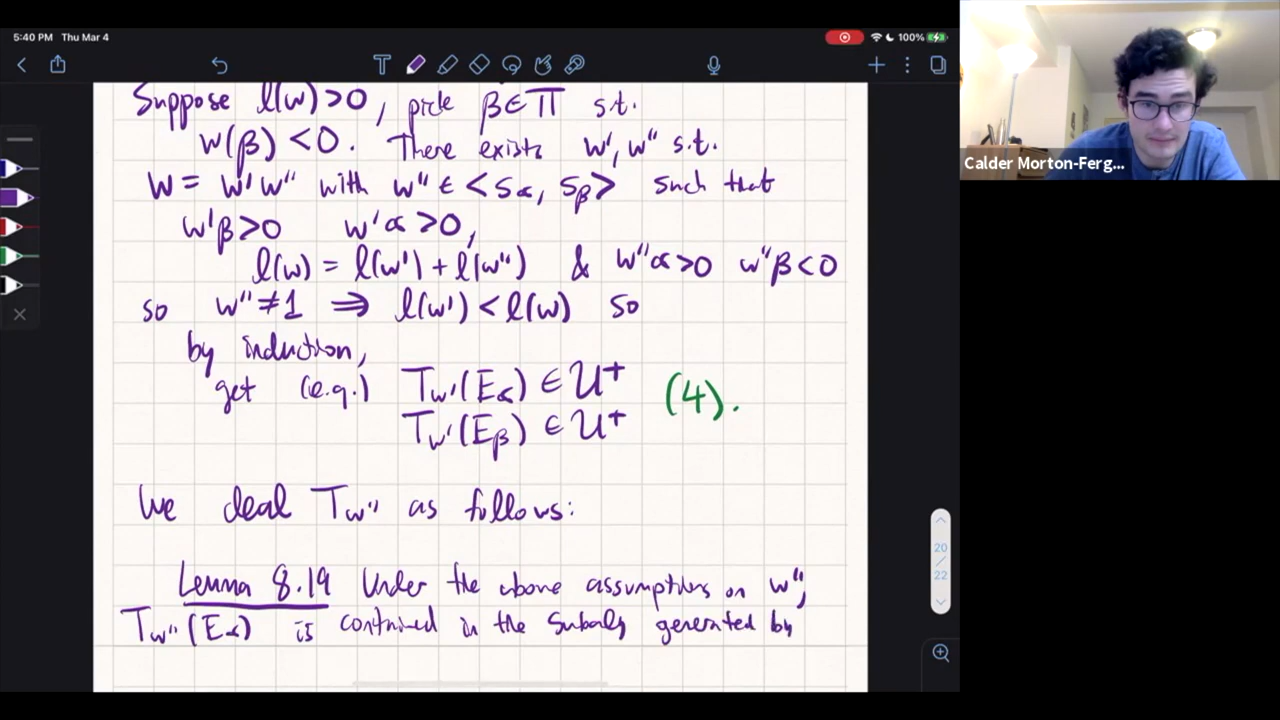 5:40 PM Thu Mar 4
100%
Suppose l(w)>0, pick β∈Π s.t.
w(β)<0. There exists w', w'' s.t.
w = w'w'' with w'' ∈ <sα, sβ> such that
w'β>0 w'α>0,
l(w) = l(w') + l(w'') & w''α>0 w''β<0
so w''≠1 ⇒ l(w') < l(w) so
by induction,
get (e.g.) Tw'(Eα) ∈ U⁺ (4).
Tw'(Eβ) ∈ U⁺
We deal Tw'' as follows:
Lemma 8.19 Under the above assumptions on w'',
Tw''(Eα) is contained in the subalg generated by
20
/
22
Calder Morton-Ferg...